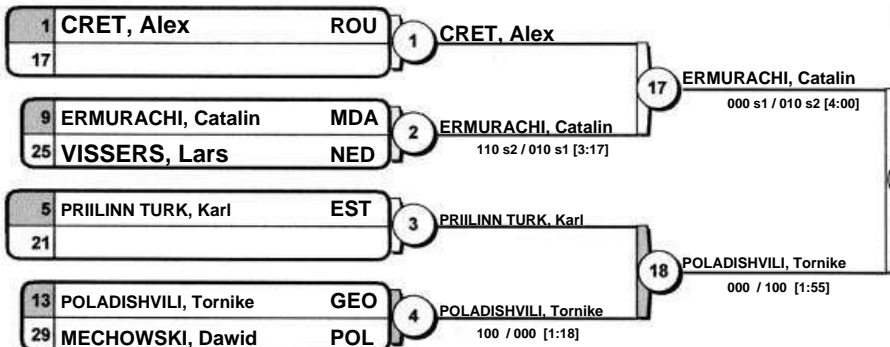 1 CRET, Alex ROU
17
1
CRET, Alex
9 ERMURACHI, Catalin MDA
25 VISSERS, Lars NED
2
ERMURACHI, Catalin
110 s2 / 010 s1 [3:17]
17
ERMURACHI, Catalin
000 s1 / 010 s2 [4:00]
5 PRIILINN TURK, Karl EST
21
3
PRIILINN TURK, Karl
13 POLADISHVILI, Tornike GEO
29 MECHOWSKI, Dawid POL
4
POLADISHVILI, Tornike
100 / 000 [1:18]
18
POLADISHVILI, Tornike
000 / 100 [1:55]